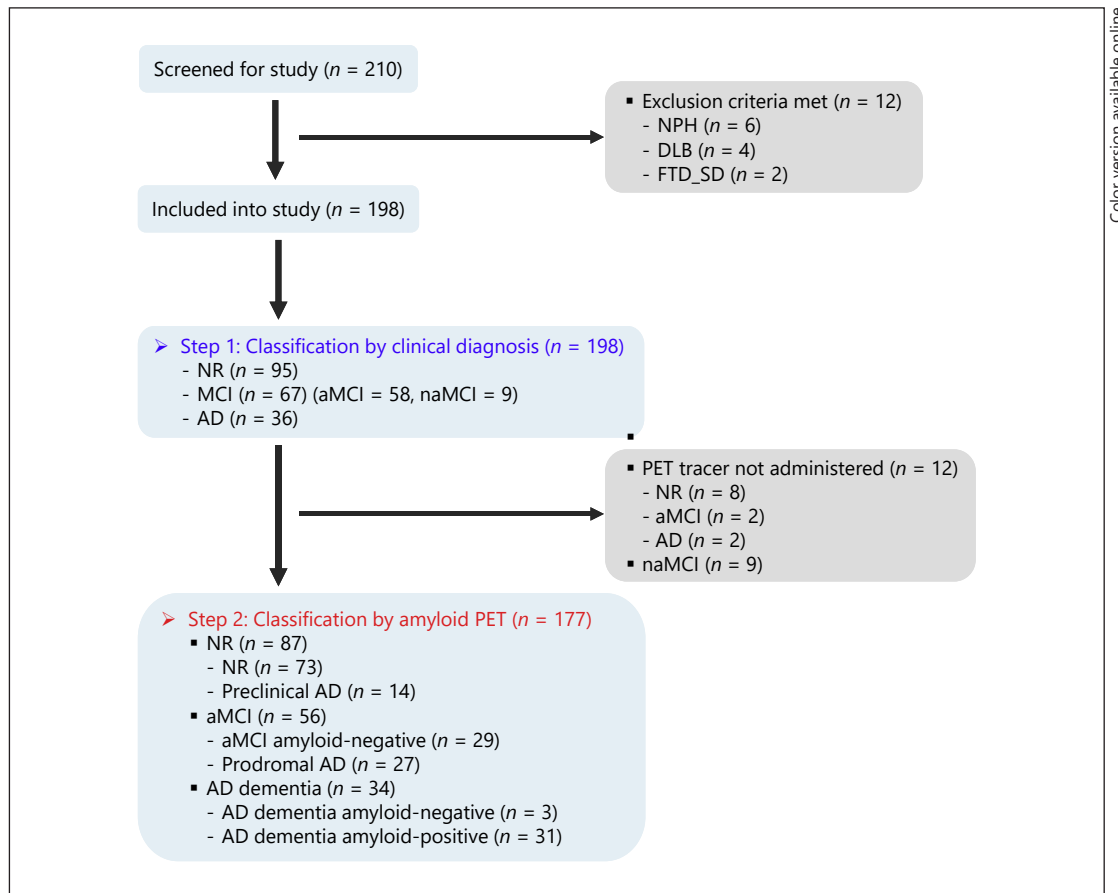 Screened for study (n = 210)
▪ Exclusion criteria met (n = 12)
- NPH (n = 6)
- DLB (n = 4)
- FTD_SD (n = 2)
Included into study (n = 198)
➢ Step 1: Classification by clinical diagnosis (n = 198)
- NR (n = 95)
- MCI (n = 67) (aMCI = 58, naMCI = 9)
- AD (n = 36)
▪
▪ PET tracer not administered (n = 12)
- NR (n = 8)
- aMCI (n = 2)
- AD (n = 2)
▪ naMCI (n = 9)
➢ Step 2: Classification by amyloid PET (n = 177)
▪ NR (n = 87)
- NR (n = 73)
- Preclinical AD (n = 14)
▪ aMCI (n = 56)
- aMCI amyloid-negative (n = 29)
- Prodromal AD (n = 27)
▪ AD dementia (n = 34)
- AD dementia amyloid-negative (n = 3)
- AD dementia amyloid-positive (n = 31)
Color version available online